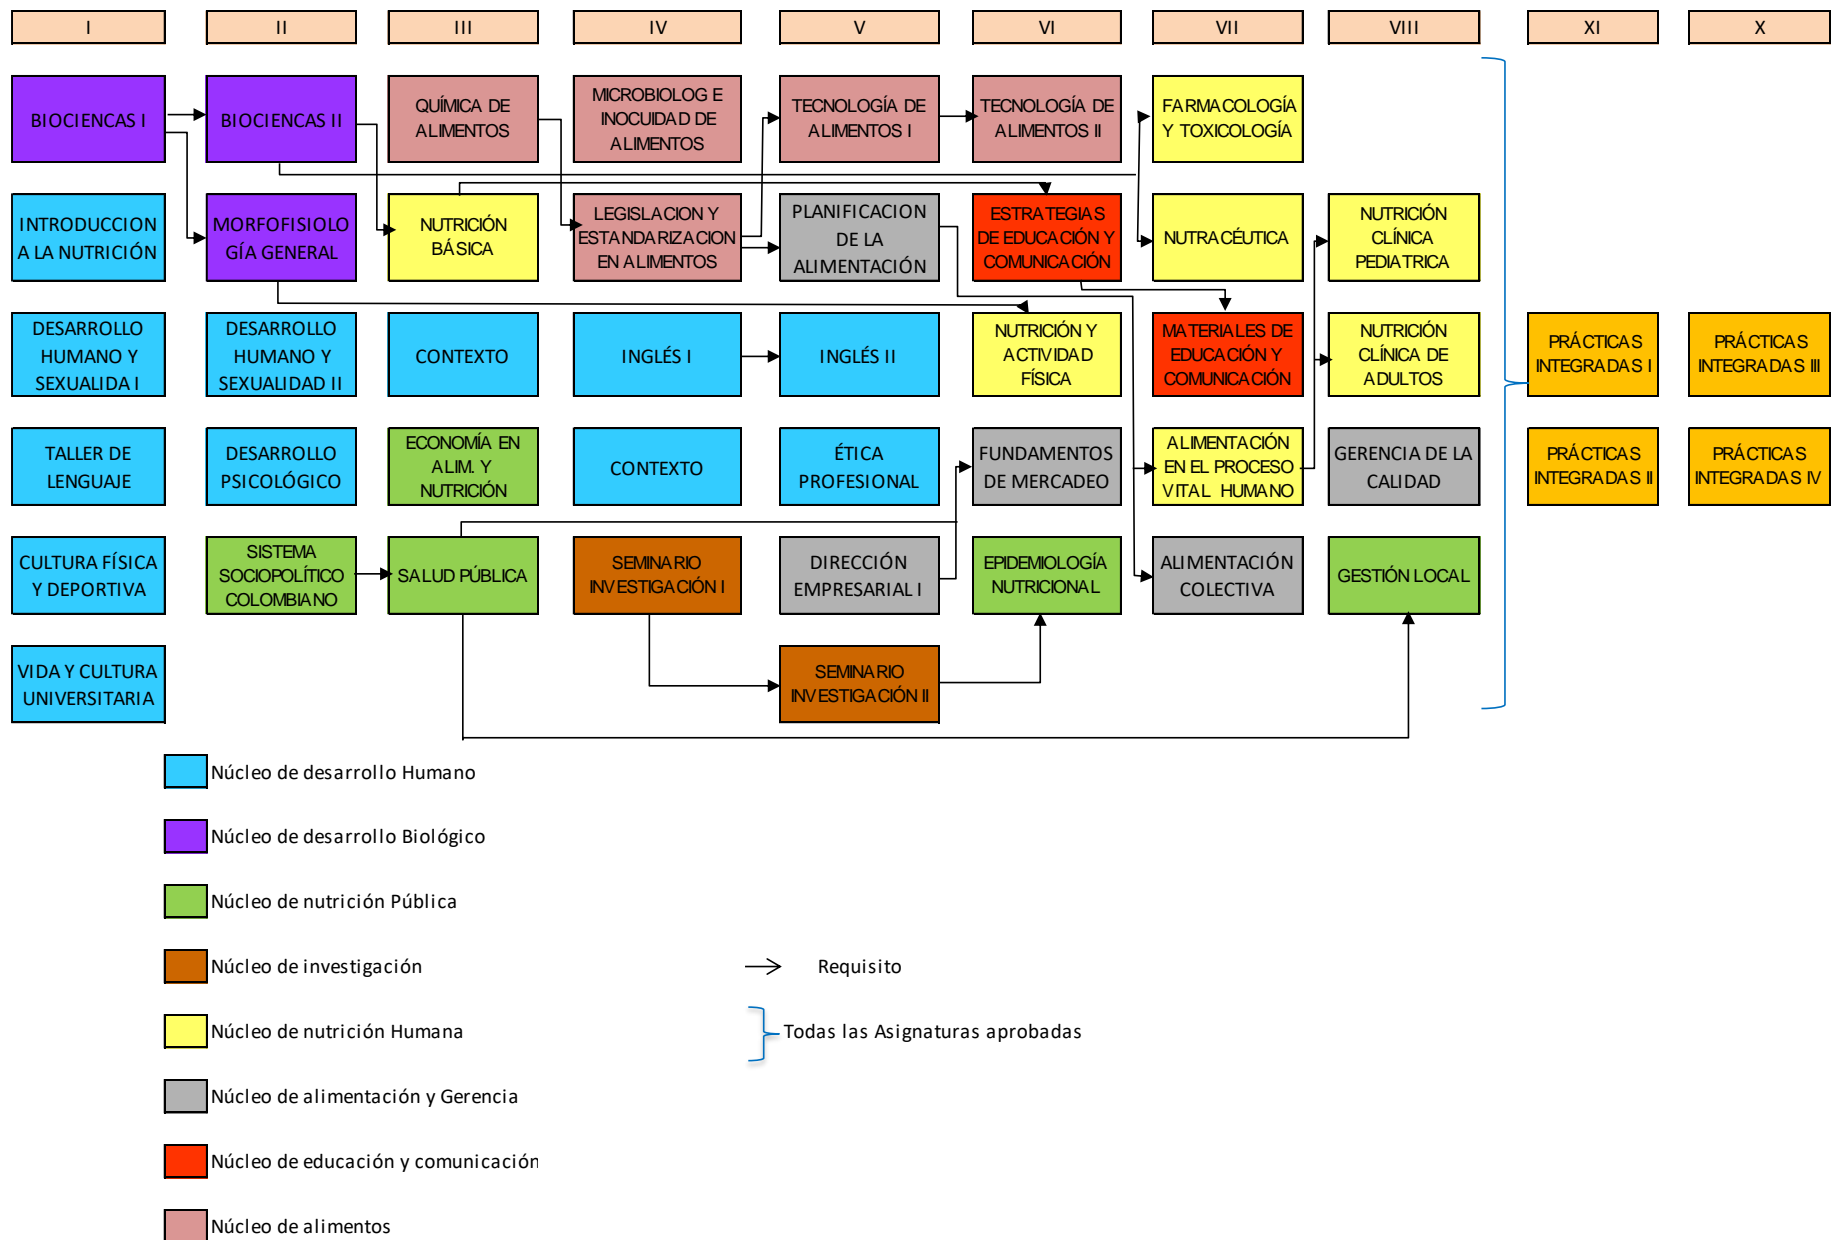 I
II
III
IV
V
VI
VII
VIII
XI
X
BIOCIENCAS I
BIOCIENCAS II
QUÍMICA DE
ALIMENTOS
MICROBIOLOG E
INOCUIDAD DE
ALIMENTOS
TECNOLOGÍA DE
ALIMENTOS I
TECNOLOGÍA DE
ALIMENTOS II
FARMACOLOGÍA
Y TOXICOLOGÍA
INTRODUCCION
A LA NUTRICIÓN
MORFOFISIOLO
GÍA GENERAL
NUTRICIÓN
BÁSICA
LEGISLACION Y
ESTANDARIZACION
EN ALIMENTOS
PLANIFICACION
DE LA
ALIMENTACIÓN
ESTRATEGIAS
DE EDUCACIÓN Y
COMUNICACIÓN
NUTRACÉUTICA
NUTRICIÓN
CLÍNICA
PEDIATRICA
DESARROLLO
HUMANO Y
SEXUALIDA I
DESARROLLO
HUMANO Y
SEXUALIDAD II
CONTEXTO
INGLÉS I
INGLÉS II
NUTRICIÓN Y
ACTIVIDAD
FÍSICA
MATERIALES DE
EDUCACIÓN Y
COMUNICACIÓN
NUTRICIÓN
CLÍNICA DE
ADULTOS
PRÁCTICAS
INTEGRADAS I
PRÁCTICAS
INTEGRADAS III
TALLER DE
LENGUAJE
DESARROLLO
PSICOLÓGICO
ECONOMÍA EN
ALIM. Y
NUTRICIÓN
CONTEXTO
ÉTICA
PROFESIONAL
FUNDAMENTOS
DE MERCADEO
ALIMENTACIÓN
EN EL PROCESO
VITAL HUMANO
GERENCIA DE LA
CALIDAD
PRÁCTICAS
INTEGRADAS II
PRÁCTICAS
INTEGRADAS IV
CULTURA FÍSICA
Y DEPORTIVA
SISTEMA
SOCIOPOLÍTICO
COLOMBIANO
SALUD PÚBLICA
SEMINARIO
INVESTIGACIÓN I
DIRECCIÓN
EMPRESARIAL I
EPIDEMIOLOGÍA
NUTRICIONAL
ALIMENTACIÓN
COLECTIVA
GESTIÓN LOCAL
VIDA Y CULTURA
UNIVERSITARIA
SEMINARIO
INVESTIGACIÓN II
Núcleo de desarrollo Humano
Núcleo de desarrollo Biológico
Núcleo de nutrición Pública
Núcleo de investigación
Requisito
Núcleo de nutrición Humana
Todas las Asignaturas aprobadas
Núcleo de alimentación y Gerencia
Núcleo de educación y comunicación
Núcleo de alimentos